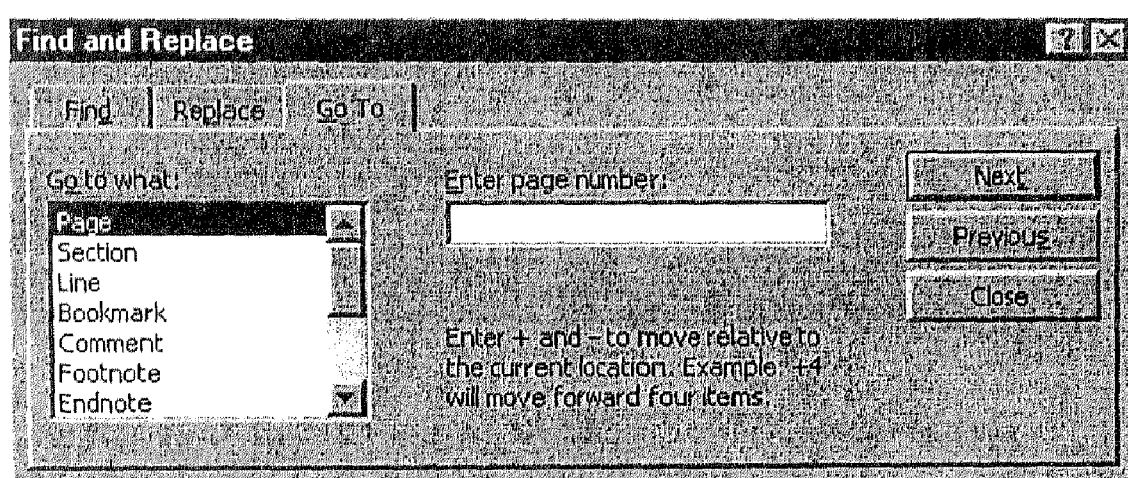 Find and Replace
Find Replace Go To
Go to what:
Page
Section
Line
Bookmark
Comment
Footnote
Endnote
Enter page number:
Enter + and – to move relative to
the current location. Example: +4
will move forward four items.
Next
Previous
Close